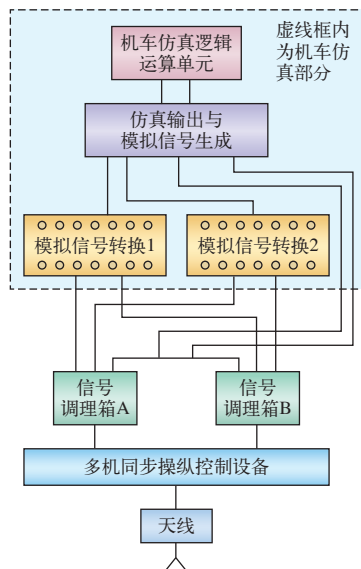 虚线框内
为机车仿
真部分
机车仿真逻辑
运算单元
仿真输出与
模拟信号生成
模拟信号转换1
模拟信号转换2
信号
调理箱A
信号
调理箱B
多机同步操纵控制设备
天线